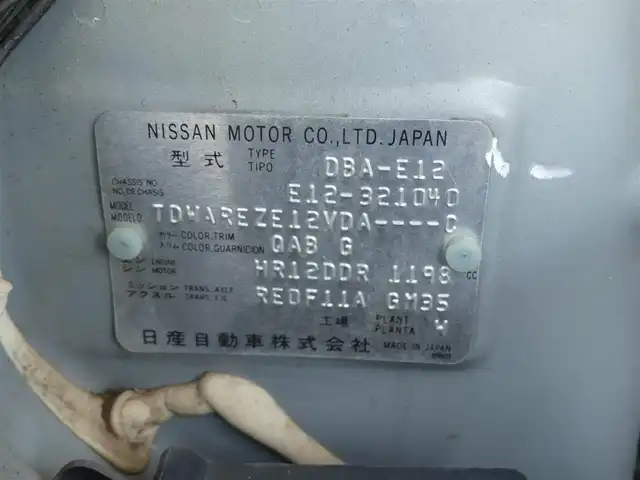 NISSAN MOTOR CO.,LTD. JAPAN
型式 TYPE TIPO DBA-E12
CHASSIS NO. NO. DE CHASIS E12-321040
MODEL MODELO TDWAREZE12VDA----C
カラー COLOR,TRIM
トリム COLOR,GUARNICION QAB G
エンジン ENGINE MOTOR HR12DDR 1198 CC
ミッション TRANS. AXLE
アクスル TRANS. EJE RE0F11A GM35
工場 PLANT PLANTA W
日産自動車株式会社 MADE IN JAPAN